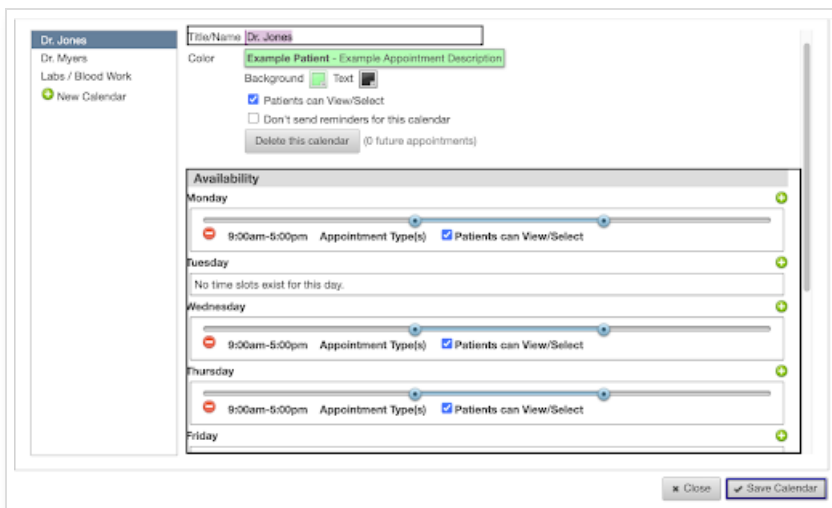 Dr. Jones
Dr. Myers
Labs / Blood Work
New Calendar
Title/Name Dr. Jones
Color Example Patient - Example Appointment Description
Background Text
Patients can View/Select
Don't send reminders for this calendar
Delete this calendar (0 future appointments)
Availability
Monday
9:00am-5:00pm Appointment Type(s) Patients can View/Select
Tuesday
No time slots exist for this day.
Wednesday
9:00am-5:00pm Appointment Type(s) Patients can View/Select
Thursday
9:00am-5:00pm Appointment Type(s) Patients can View/Select
Friday
Close Save Calendar